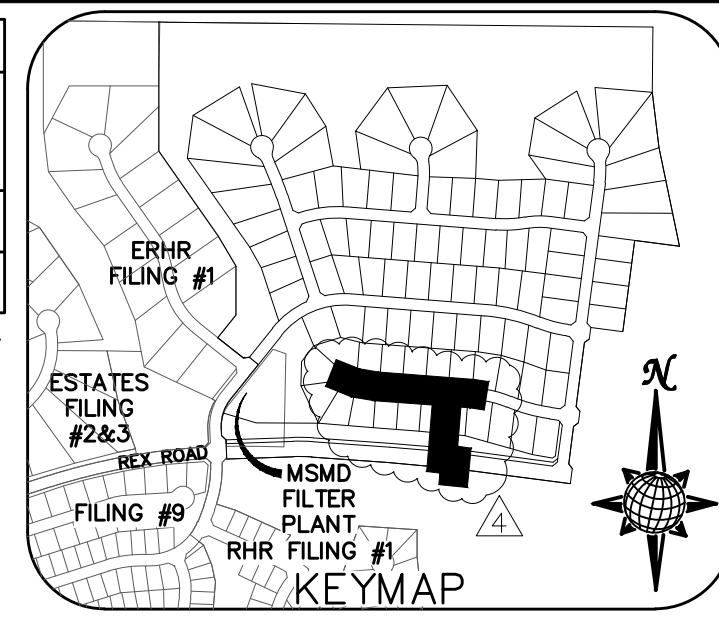 ERHR
FILING #1
ESTATES
FILING
#2&3
REX ROAD
FILING #9
MSMD
FILTER
PLANT
RHR FILING #1
4
N
KEYMAP